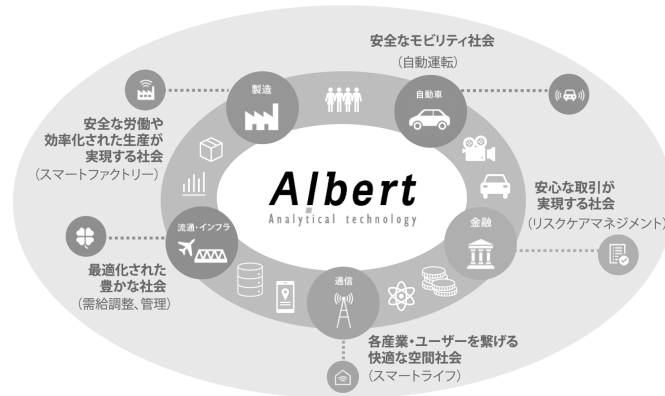 安全なモビリティ社会
（自動運転）
製造
自動車
安全な労働や
効率化された生産が
実現する社会
（スマートファクトリー）
Albert
Analytical technology
安心な取引が
実現する社会
（リスクケアマネジメント）
流通・インフラ
金融
最適化された
豊かな社会
（需給調整、管理）
通信
各産業・ユーザーを繋げる
快適な空間社会
（スマートライフ）